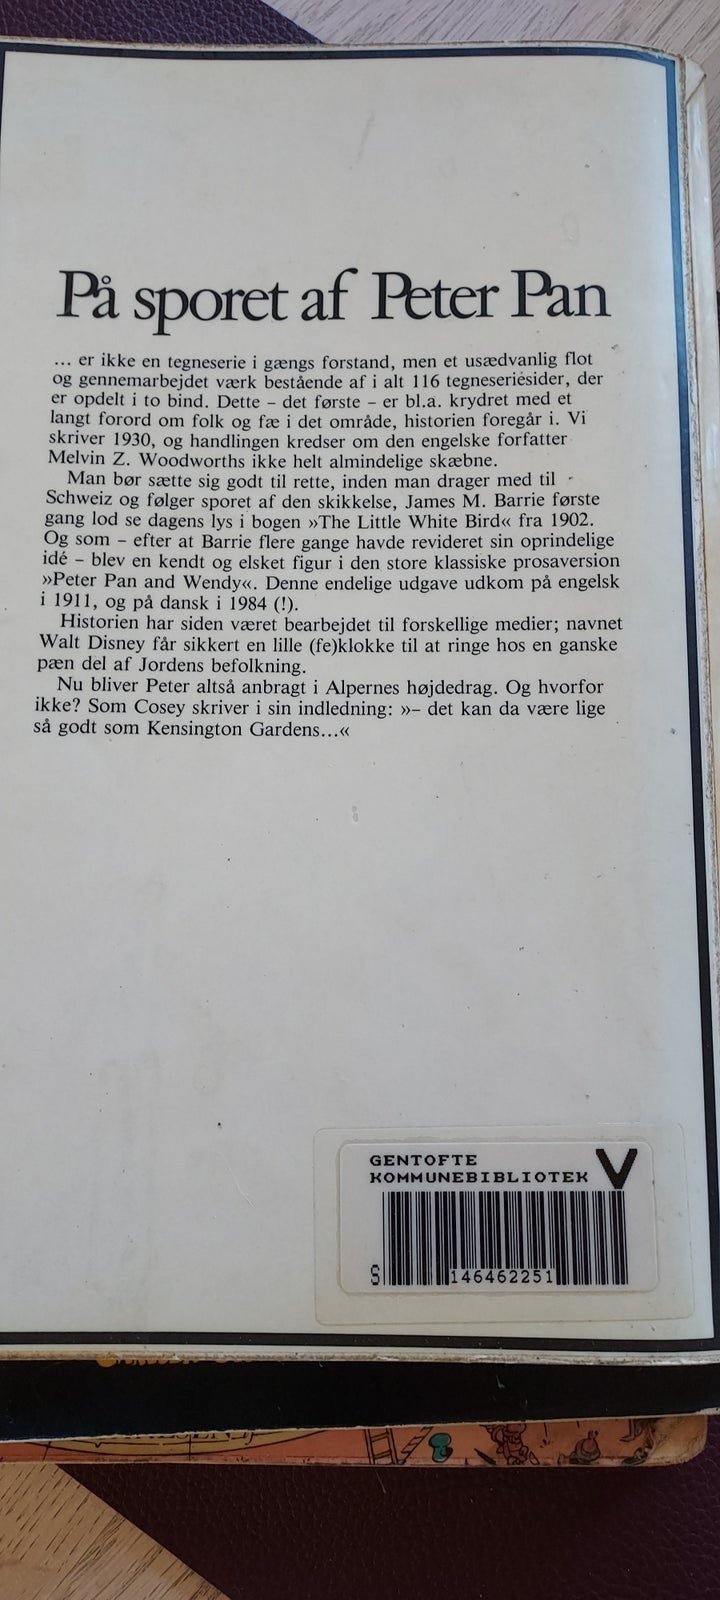 På sporet af Peter Pan
... er ikke en tegneserie i gængs forstand, men et usædvanlig flot
og gennemarbejdet værk bestående af i alt 116 tegneseriesider, der
er opdelt i to bind. Dette – det første – er bl.a. krydret med et
langt forord om folk og fæ i det område, historien foregår i. Vi
skriver 1930, og handlingen kredser om den engelske forfatter
Melvin Z. Woodworths ikke helt almindelige skæbne.
Man bør sætte sig godt til rette, inden man drager med til
Schweiz og følger sporet af den skikkelse, James M. Barrie første
gang lod se dagens lys i bogen »The Little White Bird« fra 1902.
Og som – efter at Barrie flere gange havde revideret sin oprindelige
idé – blev en kendt og elsket figur i den store klassiske prosaversion
»Peter Pan and Wendy«. Denne endelige udgave udkom på engelsk
i 1911, og på dansk i 1984 (!).
Historien har siden været bearbejdet til forskellige medier; navnet
Walt Disney får sikkert en lille (fe)klokke til at ringe hos en ganske
pæn del af Jordens befolkning.
Nu bliver Peter altså anbragt i Alpernes højdedrag. Og hvorfor
ikke? Som Cosey skriver i sin indledning: »– det kan da være lige
så godt som Kensington Gardens...«
GENTOFTE
KOMMUNEBIBLIOTEK V
S 146462251